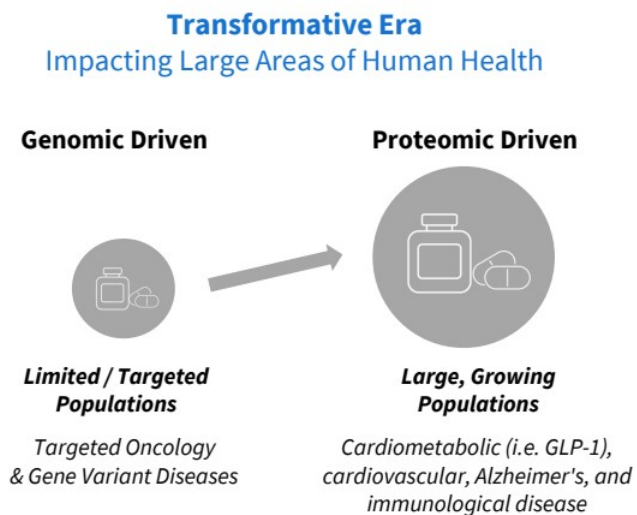 Transformative Era
Impacting Large Areas of Human Health
Genomic Driven
Proteomic Driven
Limited / Targeted
Populations
Targeted Oncology
& Gene Variant Diseases
Large, Growing
Populations
Cardiometabolic (i.e. GLP-1),
cardiovascular, Alzheimer's, and
immunological disease